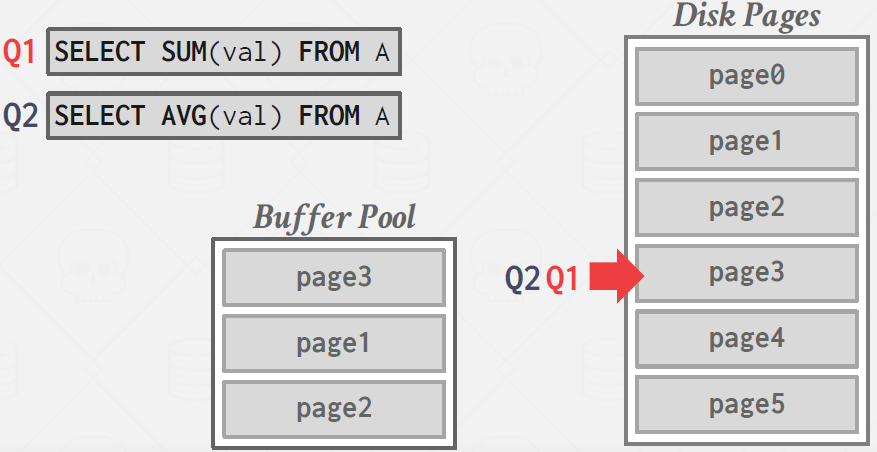 Disk Pages
Q1 SELECT SUM(val) FROM A
Q2 SELECT AVG(val) FROM A
Buffer Pool
page3
page1
page2
Q2 Q1
page0
page1
page2
page3
page4
page5